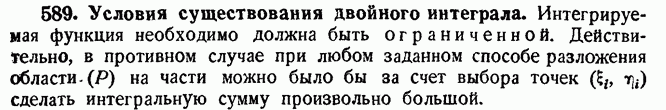 589. Условия существования двойного интеграла. Интегрируе-
мая функция необходимо должна быть ограниченной. Действи-
тельно, в противном случае при любом заданном способе разложения
области (P) на части можно было бы за счет выбора точек (ξi, ηi)
сделать интегральную сумму произвольно большой.